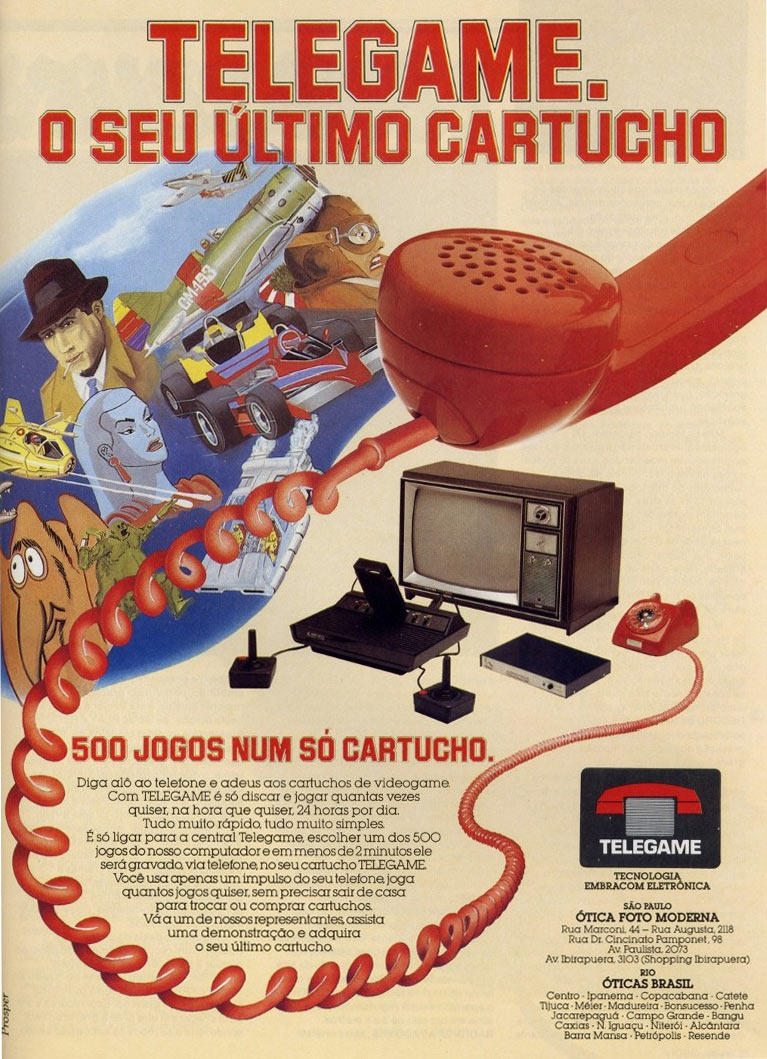 TELEGAME.
O SEU ÚLTIMO CARTUCHO
CM-453
500 JOGOS NUM SÓ CARTUCHO.
Diga alô ao telefone e adeus aos cartuchos de videogame.
Com TELEGAME é só discar e jogar quantas vezes
quiser, na hora que quiser, 24 horas por dia.
Tudo muito rápido, tudo muito simples.
É só ligar para a central Telegame, escolher um dos 500
jogos do nosso computador e em menos de 2 minutos ele
será gravado, via telefone, no seu cartucho TELEGAME.
Você usa apenas um impulso do seu telefone, joga
quantos jogos quiser, sem precisar sair de casa
para trocar ou comprar cartuchos.
Vá a um de nossos representantes, assista
uma demonstração e adquira
o seu último cartucho.
TELEGAME
TECNOLOGIA
EMBRACOM ELETRÔNICA
SÃO PAULO
ÓTICA FOTO MODERNA
Rua Marconi, 44 – Rua Augusta, 2118
Rua Dr. Cincinato Pamponet, 98
Av. Paulista, 2073
Av. Ibirapuera, 3103 (Shopping Ibirapuera)
RIO
ÓTICAS BRASIL
Centro · Ipanema · Copacabana · Catete
Tijuca · Méier · Madureira · Bonsucesso · Penha
Jacarepaguá · Campo Grande · Bangu
Caxias · N. Iguaçu · Niterói · Alcântara
Barra Mansa · Petrópolis · Resende
Prosper